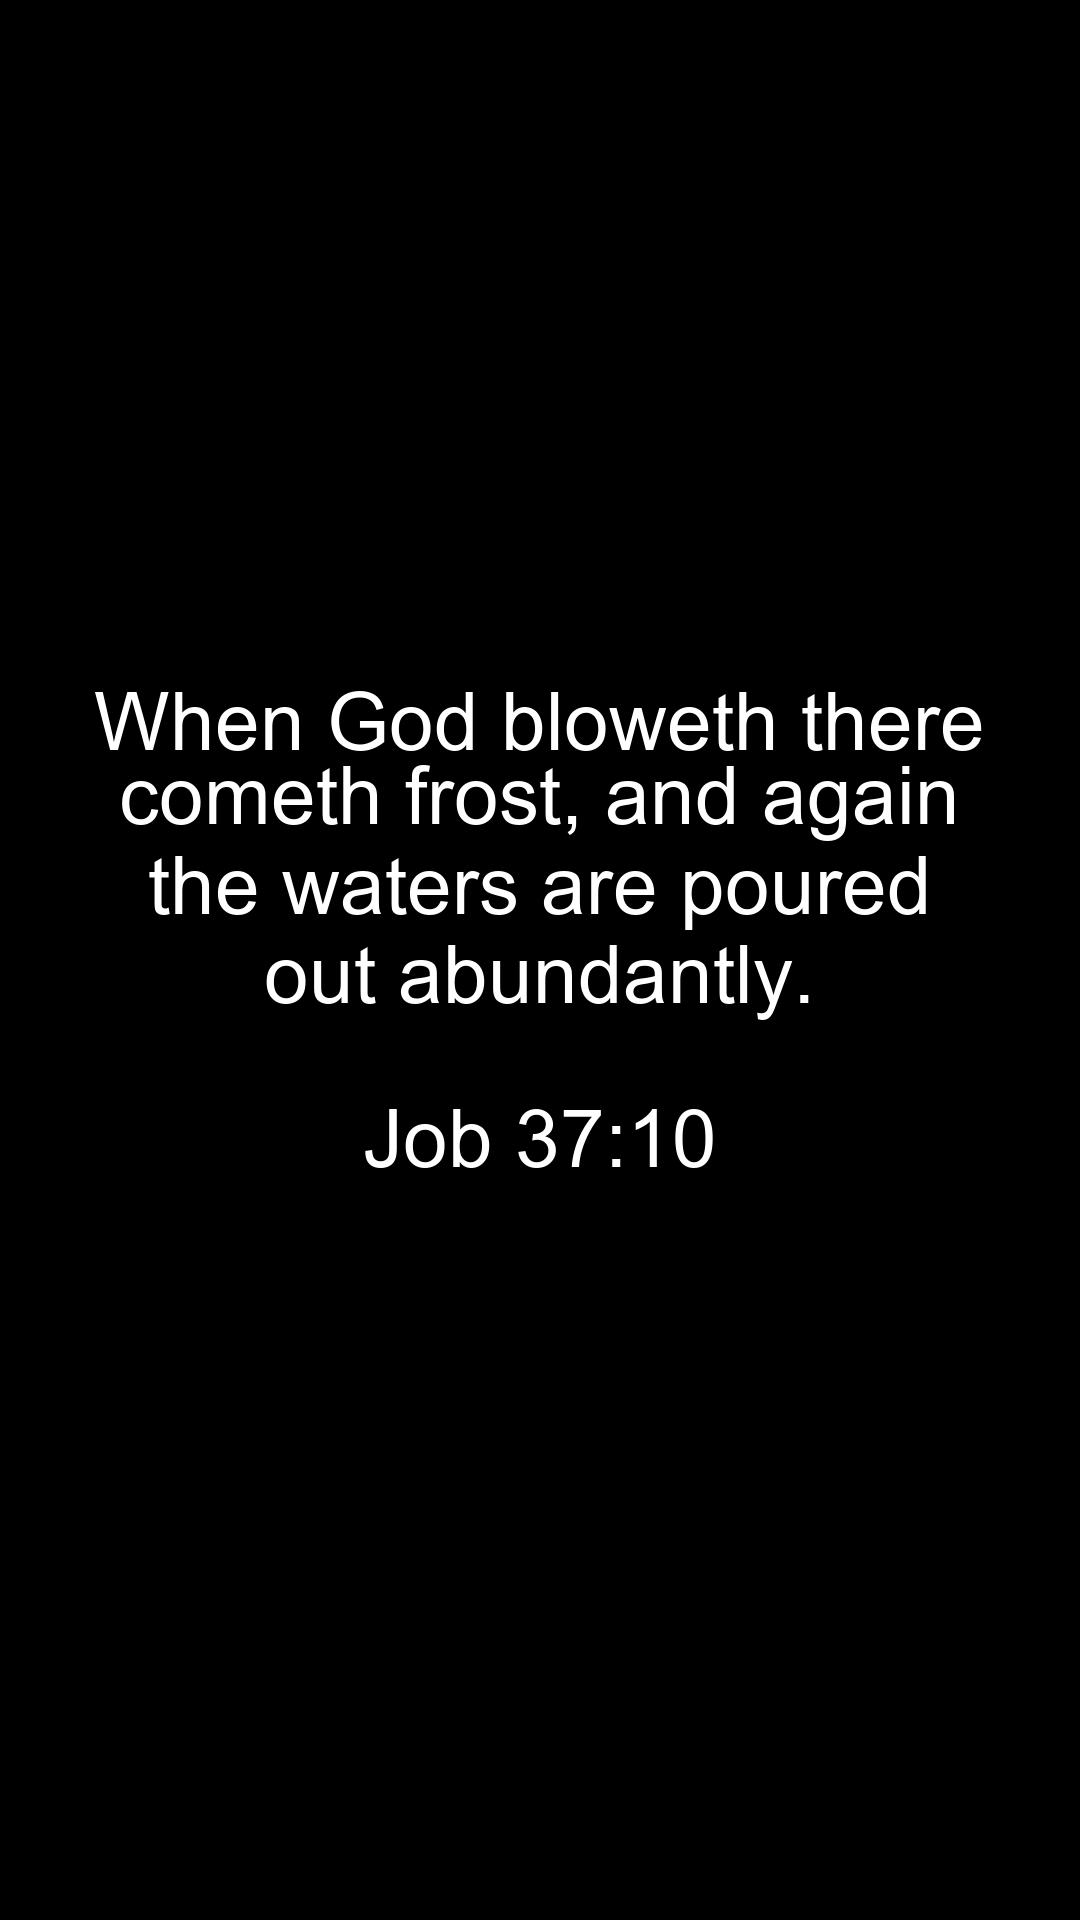 When God bloweth there
cometh frost, and again
the waters are poured
out abundantly.
Job 37:10